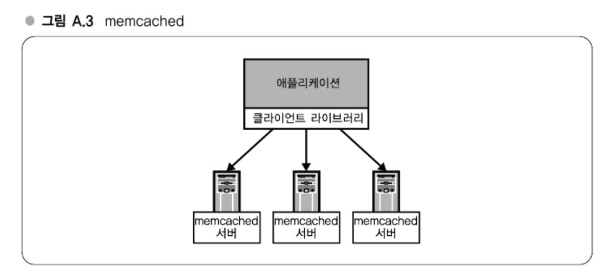 ● 그림 A.3 memcached
애플리케이션
클라이언트 라이브러리
memcached
서버
memcached
서버
memcached
서버